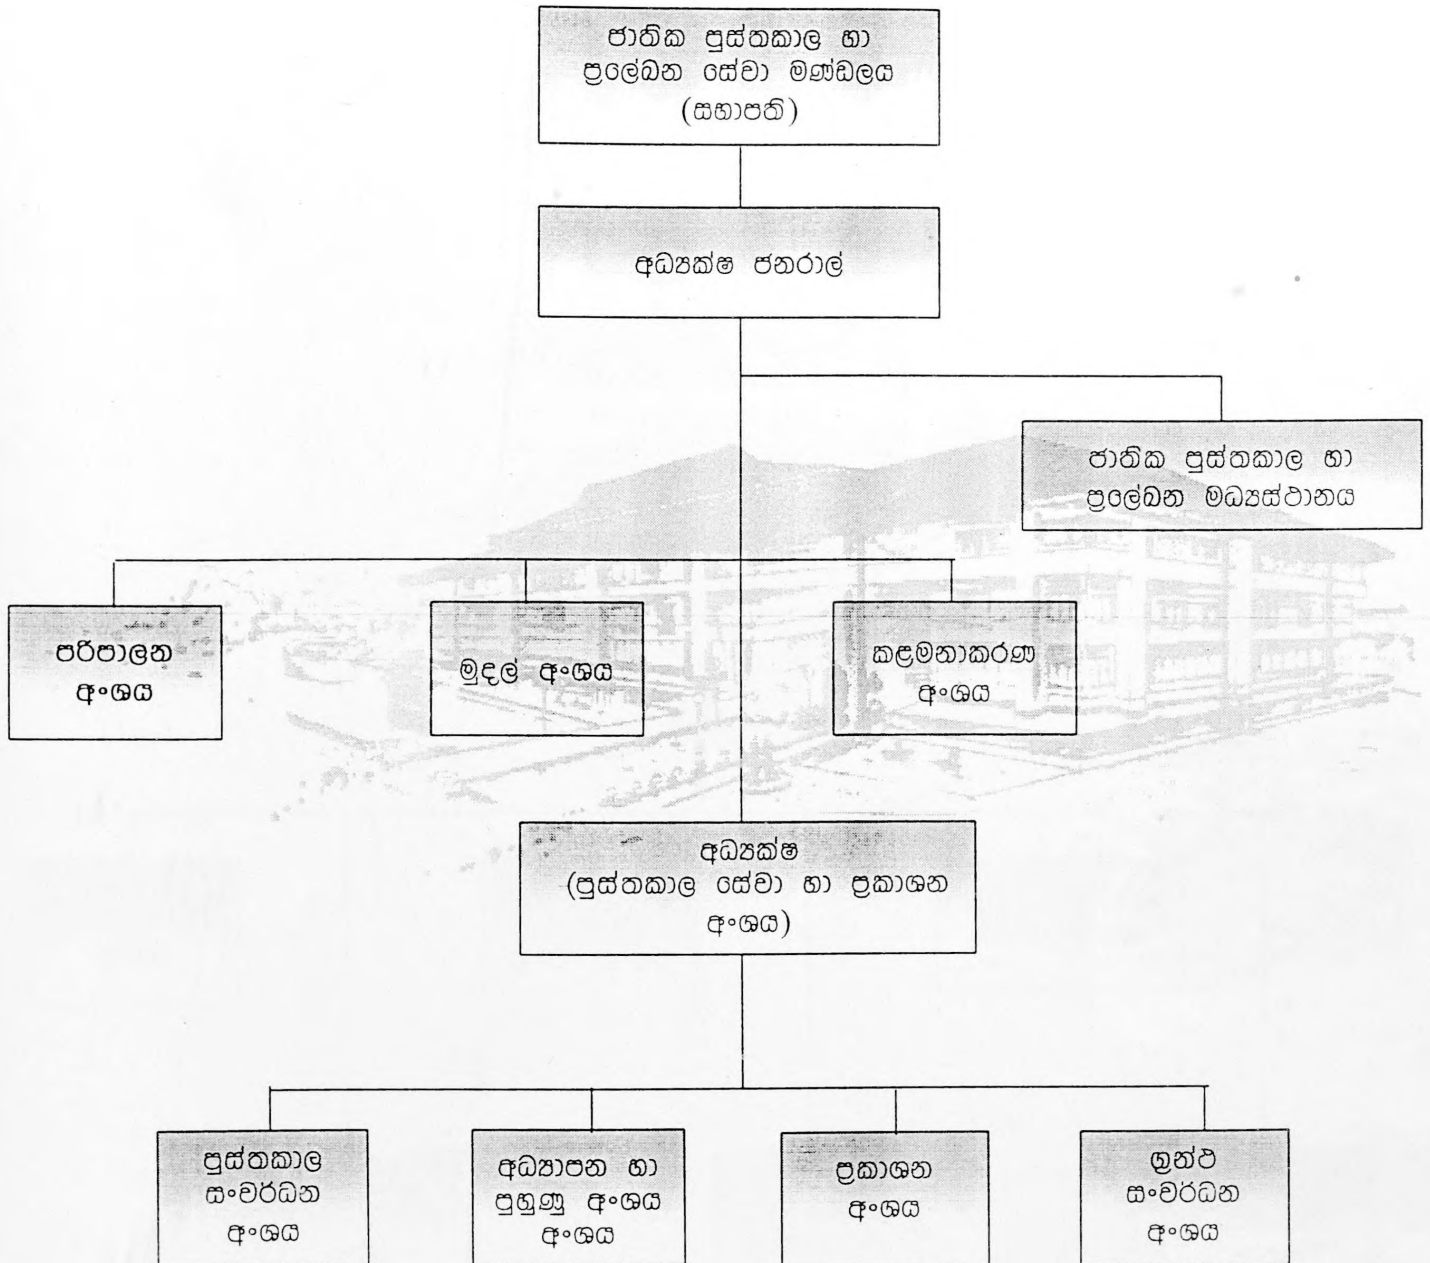 ජාතික පුස්තකාල හා
ප්‍රලේඛන සේවා මණ්ඩලය
(සභාපති)
අධ්‍යක්ෂ ජනරාල්
ජාතික පුස්තකාල හා
ප්‍රලේඛන මධ්‍යස්ථානය
පරිපාලන
අංශය
මුදල් අංශය
කළමනාකරණ
අංශය
අධ්‍යක්ෂ
(පුස්තකාල සේවා හා ප්‍රකාශන
අංශය)
පුස්තකාල
සංවර්ධන
අංශය
අධ්‍යාපන හා
පුහුණු අංශය
අංශය
ප්‍රකාශන
අංශය
ග්‍රන්ථ
සංවර්ධන
අංශය